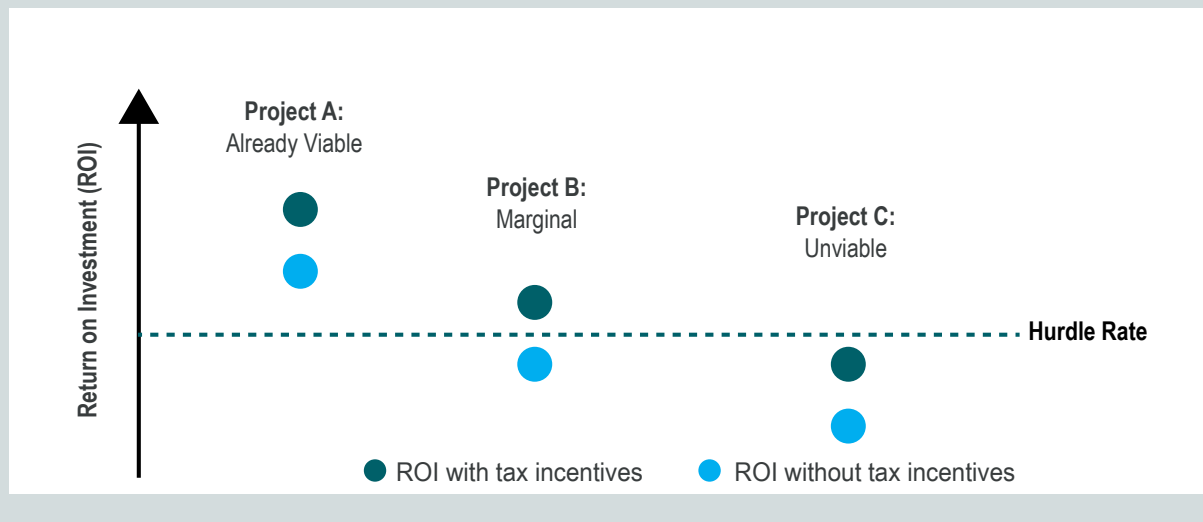 Project A:
Already Viable
Project B:
Marginal
Project C:
Unviable
Return on Investment (ROI)
Hurdle Rate
ROI with tax incentives
ROI without tax incentives